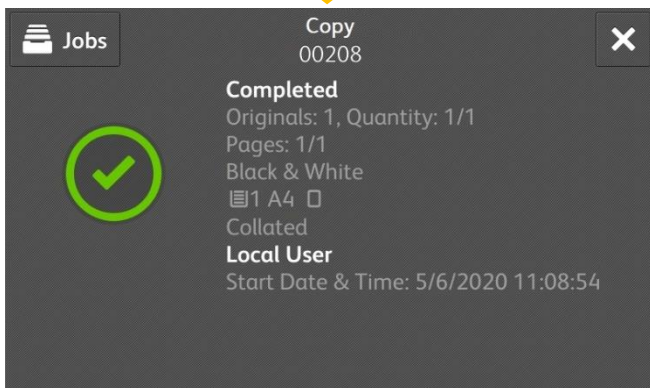 Jobs
Copy
00208
Completed
Originals: 1, Quantity: 1/1
Pages: 1/1
Black & White
1 A4
Collated
Local User
Start Date & Time: 5/6/2020 11:08:54